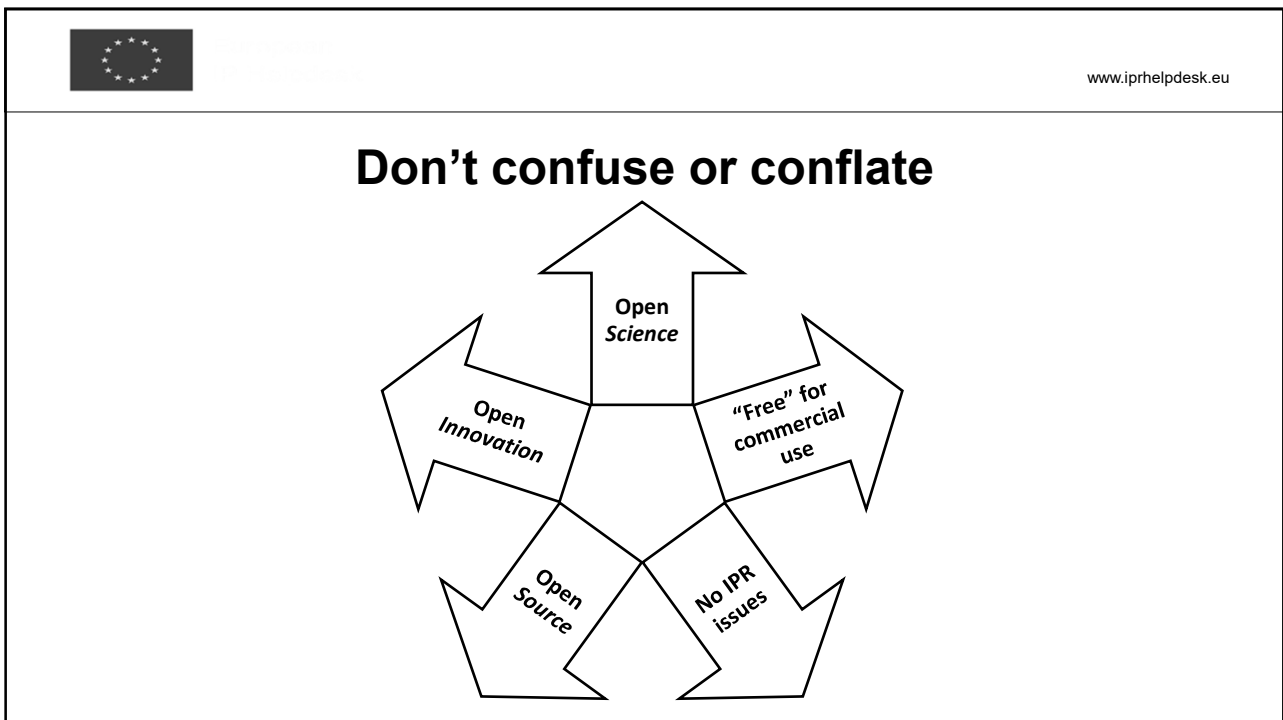 www.iprhelpdesk.eu
Don’t confuse or conflate
Open
Science
“Free” for
commercial
use
No IPR
issues
Open
Source
Open
Innovation